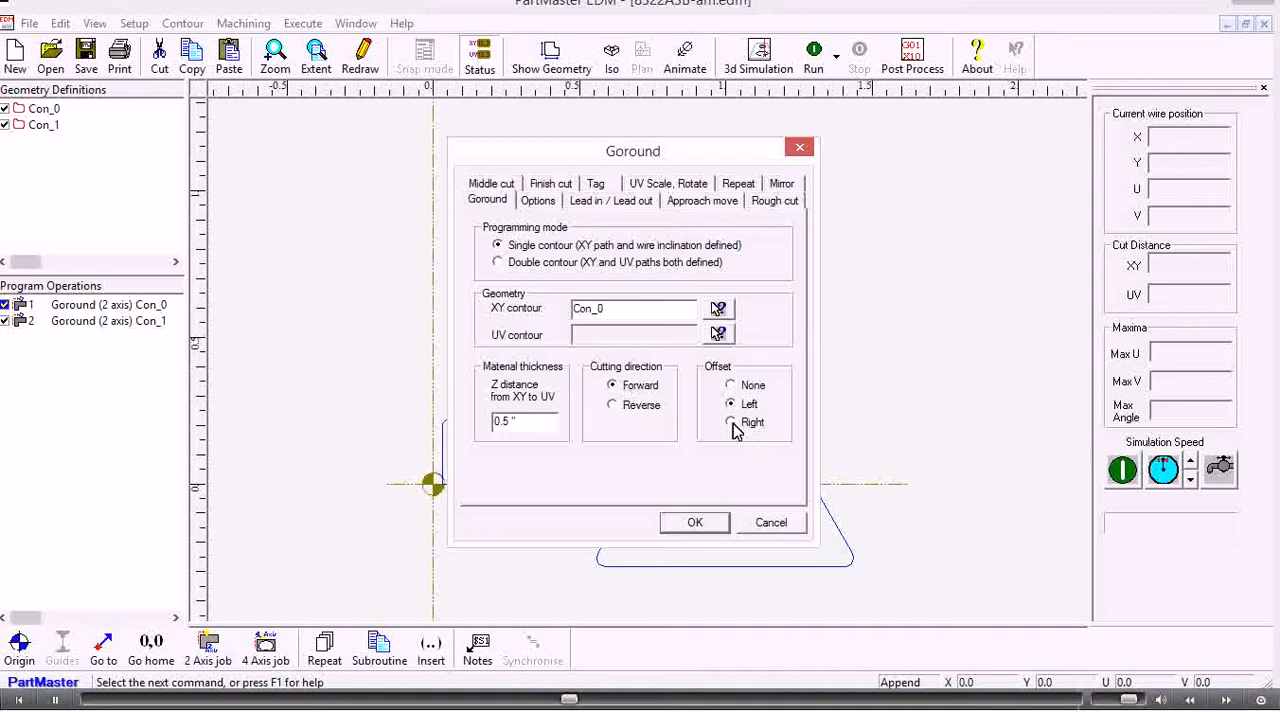 PartMaster EDM - [8322A3B-am.edm]
File Edit View Setup Contour Machining Execute Window Help
New Open Save Print Cut Copy Paste Zoom Extent Redraw Snap mode Status Show Geometry Iso Plan Animate 3d Simulation Run Stop Post Process About Help
Geometry Definitions
Con_0
Con_1
Program Operations
1 Goround (2 axis) Con_0
2 Goround (2 axis) Con_1
-0.5 0. 0.5 1 1.5 2
Goround
Middle cut Finish cut Tag UV Scale, Rotate Repeat Mirror
Goround Options Lead in / Lead out Approach move Rough cut
Programming mode
Single contour (XY path and wire inclination defined)
Double contour (XY and UV paths both defined)
Geometry
XY contour Con_0
UV contour
Material thickness
Z distance
from XY to UV
0.5 "
Cutting direction
Forward
Reverse
Offset
None
Left
Right
OK Cancel
Current wire position
X
Y
U
V
Cut Distance
XY
UV
Maxima
Max U
Max V
Max
Angle
Simulation Speed
Origin Guides Go to Go home 2 Axis job 4 Axis job Repeat Subroutine Insert Notes Synchronise
PartMaster Select the next command, or press F1 for help Append X 0.0 Y 0.0 U 0.0 V 0.0